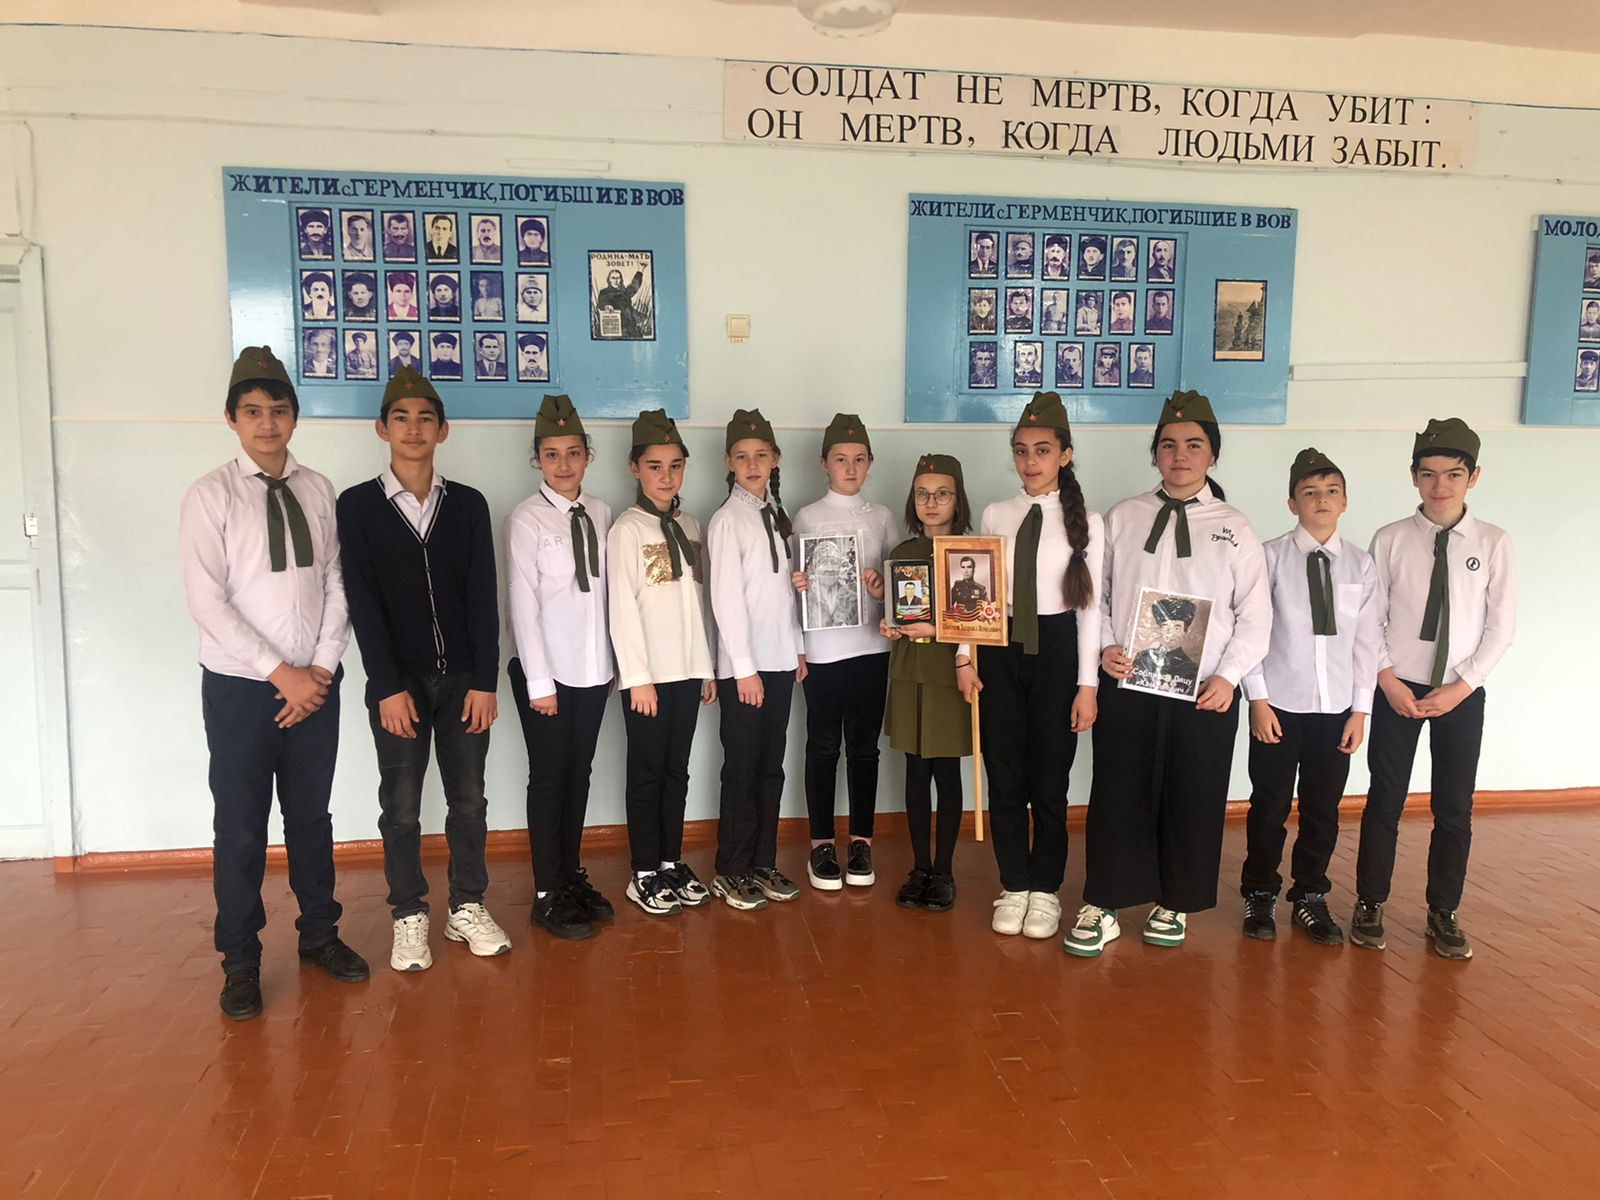 СОЛДАТ НЕ МЕРТВ, КОГДА УБИТ :
ОН МЕРТВ, КОГДА ЛЮДЬМИ ЗАБЫТ.
ЖИТЕЛИ с.ГЕРМЕНЧИК, ПОГИБШИЕ В ВОВ
РОДИНА-МАТЬ
ЗОВЕТ!
ЖИТЕЛИ с.ГЕРМЕНЧИК, ПОГИБШИЕ В ВОВ